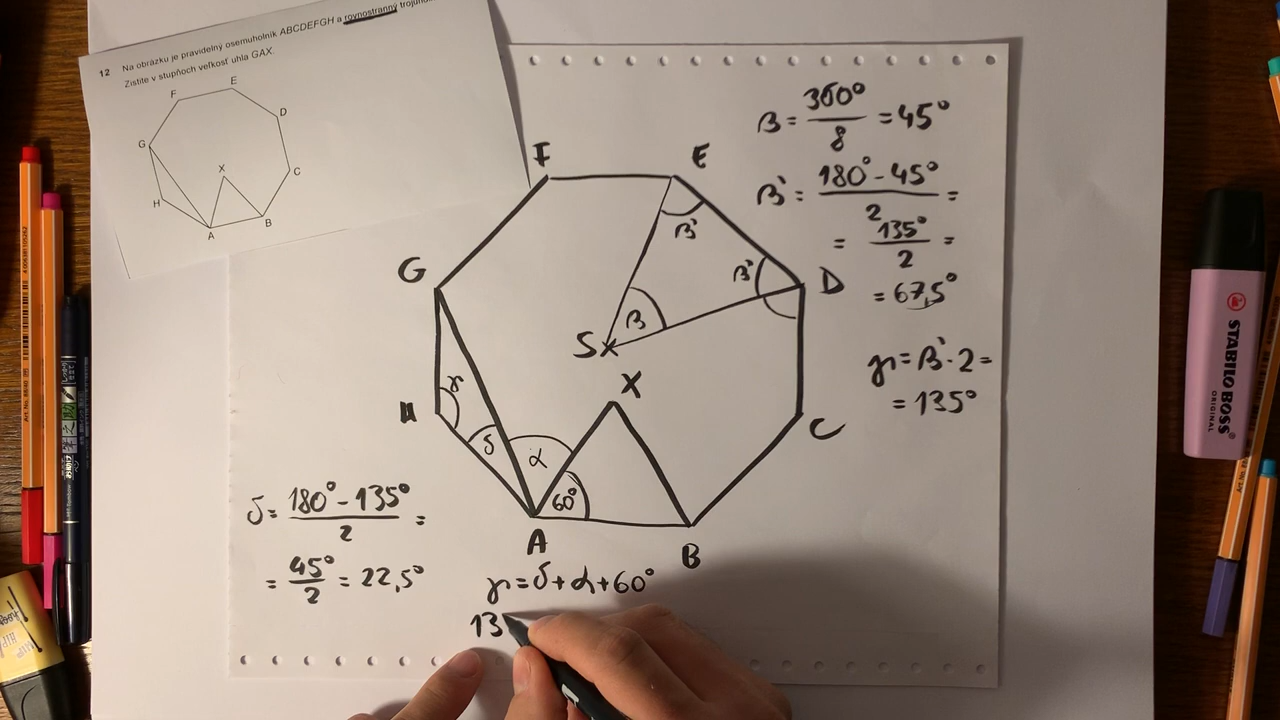 12 Na obrázku je pravidelný osemuholník ABCDEFGH a rovnostranný
Zistite v stupňoch veľkosť uhla GAX.
E
F
D
G
X
C
H
B
A
β = 360° / 8 = 45°
β' = 180° - 45° / 2 =
= 135° / 2 =
= 67,5°
γ = β' · 2 =
= 135°
F
E
β'
G
β'
D
β
S
X
γ
H
C
δ
α
60°
A
B
δ = 180° - 135° / 2 =
= 45° / 2 = 22,5°
γ = δ + α + 60°
13
STABILO BOSS
ORIGINAL